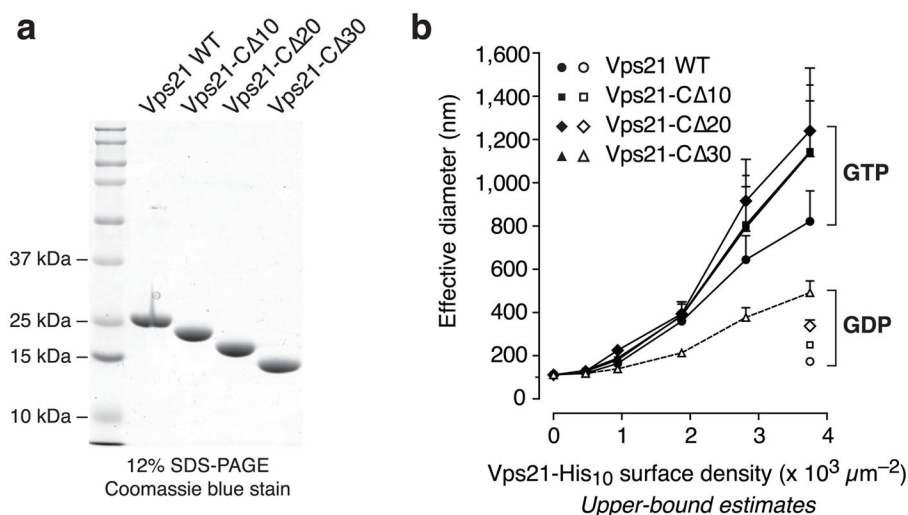 a
Vps21 WT
Vps21-CΔ10
Vps21-CΔ20
Vps21-CΔ30
37 kDa
25 kDa
15 kDa
10 kDa
12% SDS-PAGE
Coomassie blue stain
b
Effective diameter (nm)
1,600
1,400
1,200
1,000
800
600
400
200
0
Vps21 WT
Vps21-CΔ10
Vps21-CΔ20
Vps21-CΔ30
GTP
GDP
0 1 2 3 4
Vps21-His₁₀ surface density (x 10³ µm⁻²)
Upper-bound estimates